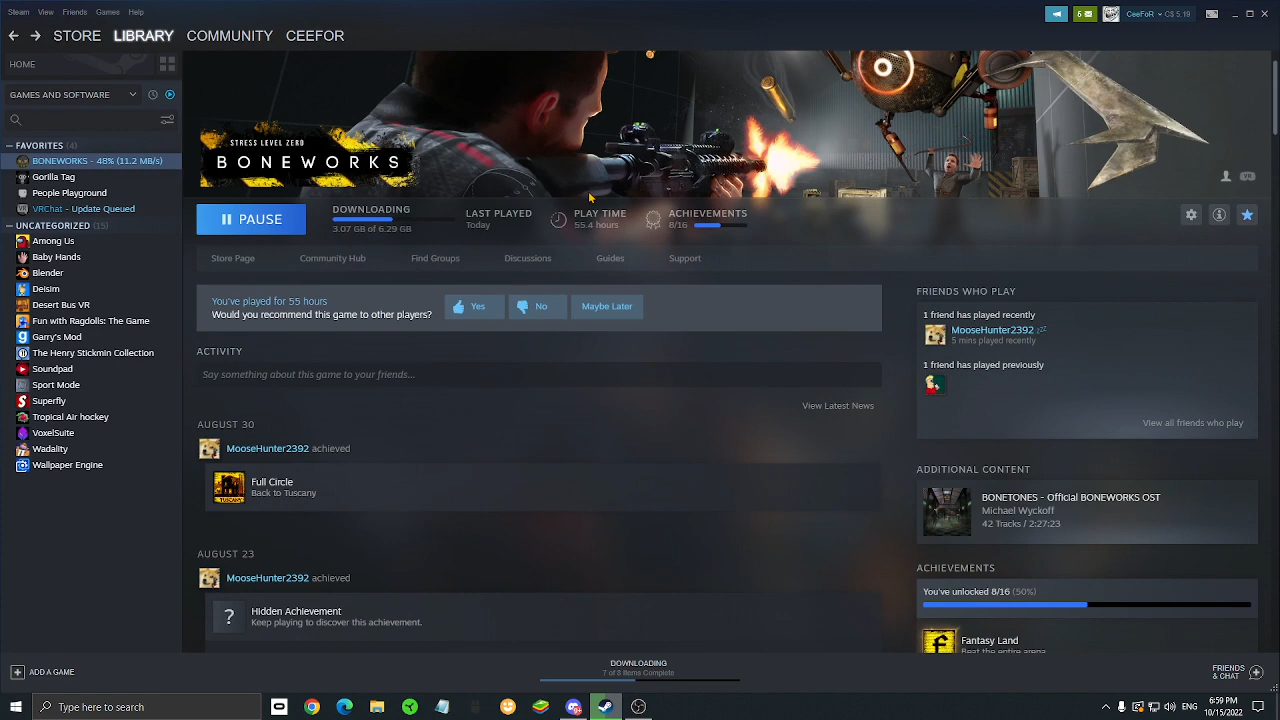 Steam View Friends Games Help
5
CeeFoR C$ 5.19
STORE LIBRARY COMMUNITY CEEFOR
HOME
GAMES AND SOFTWARE
FAVORITES (4)
BONEWORKS - 48% (11.2 MB/S)
Gorilla Tag
People Playground
VRChat - Update Queued
UNCATEGORIZED (15)
Among Us
Baby Hands
Blender
Delsim
Desert Bus VR
Fun with Ragdolls: The Game
Garry's Mod
The Henry Stickmin Collection
Soundpad
Sport Mode
Superfly
Tropical Air hockey
VoxelSuite
Wadality
Wallpaper Engine
STRESS LEVEL ZERO
BONEWORKS
VR
PAUSE
DOWNLOADING
3.07 GB of 6.29 GB
LAST PLAYED
Today
PLAY TIME
55.4 hours
ACHIEVEMENTS
8/16
Store Page Community Hub Find Groups Discussions Guides Support
You've played for 55 hours
Would you recommend this game to other players?
Yes No Maybe Later
ACTIVITY
Say something about this game to your friends...
View Latest News
AUGUST 30
MooseHunter2392 achieved
TUSCANY
Full Circle
Back to Tuscany
AUGUST 23
MooseHunter2392 achieved
?
Hidden Achievement
Keep playing to discover this achievement.
FRIENDS WHO PLAY
1 friend has played recently
MooseHunter2392 zzz
5 mins played recently
1 friend has played previously
View all friends who play
ADDITIONAL CONTENT
BONETONES - Official BONEWORKS OST
Michael Wyckoff
42 Tracks / 2:27:23
ACHIEVEMENTS
You've unlocked 8/16 (50%)
Fantasy Land
Beat the entire arena
ADD A GAME
DOWNLOADING
7 of 8 Items Complete
FRIENDS
& CHAT
Type here to search
6:59 PM
10/15/2022